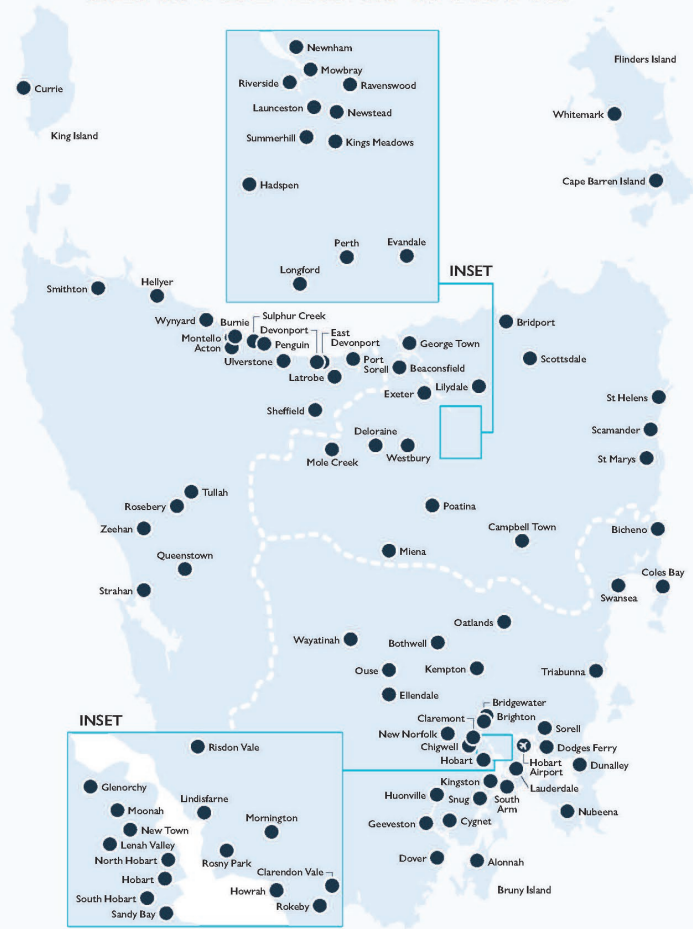 Newnham
Mowbray
Riverside
Ravenswood
Launceston
Newstead
Summerhill
Kings Meadows
Hadspen
Perth
Evandale
Longford
INSET
Currie
King Island
Flinders Island
Whitemark
Cape Barren Island
Smithton
Hellyer
Wynyard
Burnie
Sulphur Creek
Montello
Acton
Devonport
Penguin
East
Devonport
Ulverstone
Latrobe
Port
Sorell
George Town
Beaconsfield
Exeter
Lilydale
Bridport
Scottsdale
Sheffield
St Helens
Scamander
St Marys
Deloraine
Mole Creek
Westbury
Tullah
Rosebery
Zeehan
Queenstown
Strahan
Poatina
Campbell Town
Miena
Bicheno
Coles Bay
Swansea
Oatlands
Wayatinah
Bothwell
Ouse
Kempton
Triabunna
Ellendale
Bridgewater
Brighton
Claremont
New Norfolk
Chigwell
Hobart
Sorell
Dodges Ferry
Hobart
Airport
Dunalley
Lauderdale
Kingston
Huonville
Snug
South
Arm
Nubeena
Geeveston
Cygnet
Dover
Alonnah
Bruny Island
INSET
Risdon Vale
Glenorchy
Moonah
Lindisfarne
New Town
Mornington
Lenah Valley
North Hobart
Rosny Park
Hobart
Clarendon Vale
South Hobart
Howrah
Sandy Bay
Rokeby